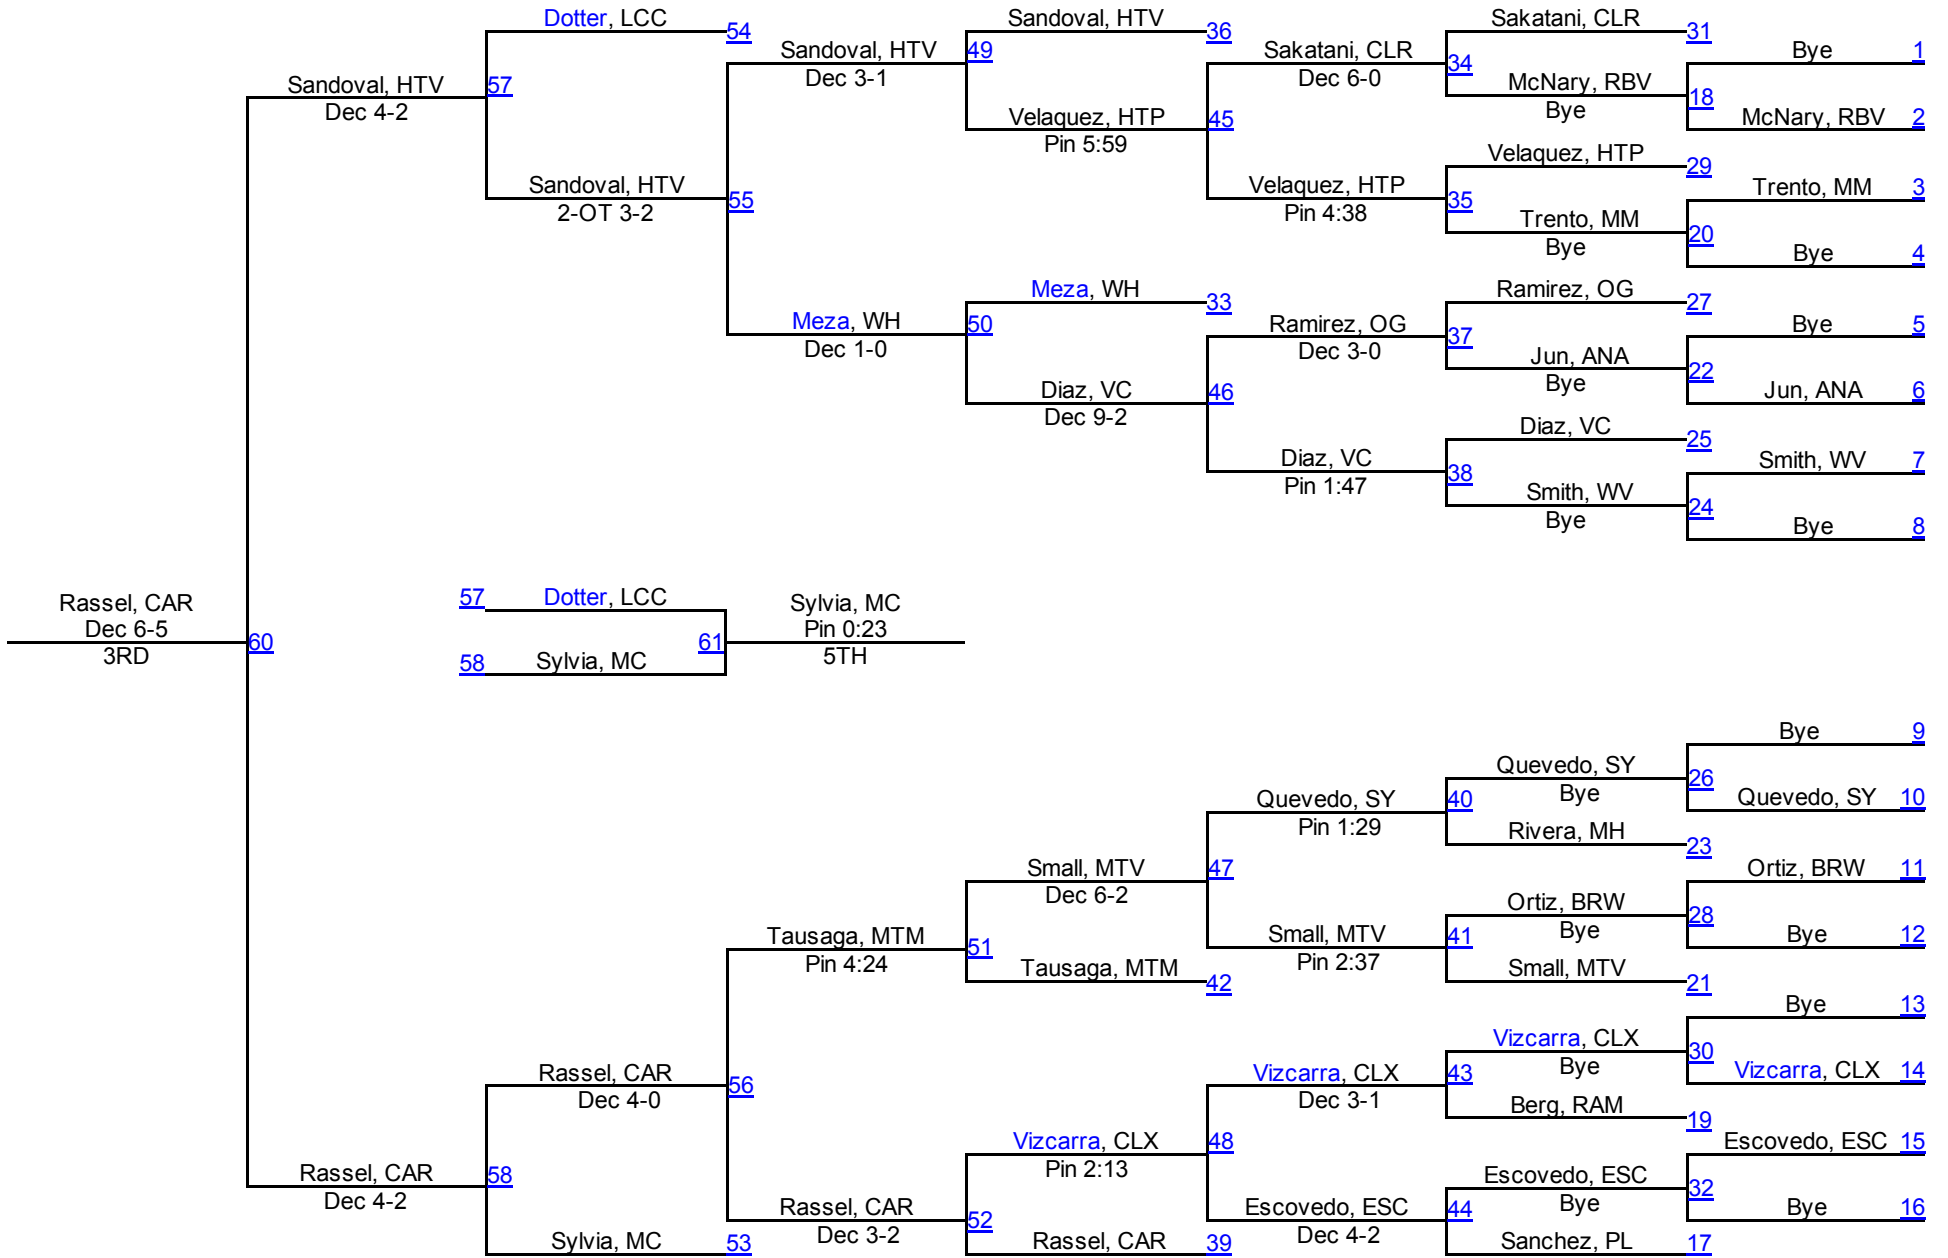 Dotter, LCC
54
Sandoval, HTV
Dec 4-2
57
Sandoval, HTV
2-OT 3-2
55
Sandoval, HTV
Dec 3-1
49
Meza, WH
Dec 1-0
50
Sandoval, HTV
36
Velaquez, HTP
Pin 5:59
45
Meza, WH
33
Diaz, VC
Dec 9-2
46
Sakatani, CLR
Dec 6-0
34
Velaquez, HTP
Pin 4:38
35
Ramirez, OG
Dec 3-0
37
Diaz, VC
Pin 1:47
38
Sakatani, CLR
31
McNary, RBV
Bye
18
Velaquez, HTP
29
Trento, MM
Bye
20
Ramirez, OG
27
Jun, ANA
Bye
22
Diaz, VC
25
Smith, WV
Bye
24
Bye 1
McNary, RBV 2
Trento, MM 3
Bye 4
Bye 5
Jun, ANA 6
Smith, WV 7
Bye 8
Rassel, CAR
Dec 6-5
3RD
60
57 Dotter, LCC
58 Sylvia, MC
61
Sylvia, MC
Pin 0:23
5TH
Rassel, CAR
Dec 4-2
58
Rassel, CAR
Dec 4-0
56
Sylvia, MC
53
Tausaga, MTM
Pin 4:24
51
Rassel, CAR
Dec 3-2
52
Small, MTV
Dec 6-2
47
Tausaga, MTM
42
Vizcarra, CLX
Pin 2:13
48
Rassel, CAR
39
Quevedo, SY
Pin 1:29
40
Small, MTV
Pin 2:37
41
Vizcarra, CLX
Dec 3-1
43
Escovedo, ESC
Dec 4-2
44
Quevedo, SY
Bye
26
Rivera, MH
23
Ortiz, BRW
Bye
28
Small, MTV
21
Vizcarra, CLX
Bye
30
Berg, RAM
19
Escovedo, ESC
Bye
32
Sanchez, PL
17
Bye 9
Quevedo, SY 10
Ortiz, BRW 11
Bye 12
Bye 13
Vizcarra, CLX 14
Escovedo, ESC 15
Bye 16